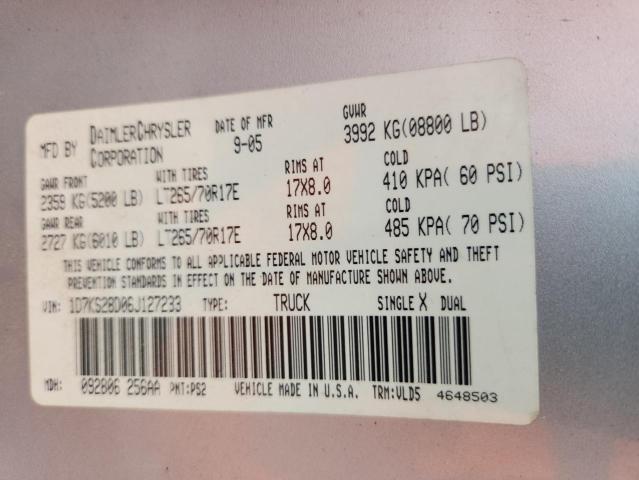 MFD BY DAIMLERCHRYSLER CORPORATION DATE OF MFR 9-05 GVWR 3992 KG(08800 LB)
GAWR FRONT WITH TIRES RIMS AT COLD
2359 KG(5200 LB) LT265/70R17E 17X8.0 410 KPA( 60 PSI)
GAWR REAR WITH TIRES RIMS AT COLD
2727 KG(6010 LB) LT265/70R17E 17X8.0 485 KPA( 70 PSI)
THIS VEHICLE CONFORMS TO ALL APPLICABLE FEDERAL MOTOR VEHICLE SAFETY AND THEFT
PREVENTION STANDARDS IN EFFECT ON THE DATE OF MANUFACTURE SHOWN ABOVE.
VIN: 1D7KS28D06J127233 TYPE: TRUCK SINGLE X DUAL
MDH: 092806 256AA PNT:PS2 VEHICLE MADE IN U.S.A. TRM:VLD5 4648503